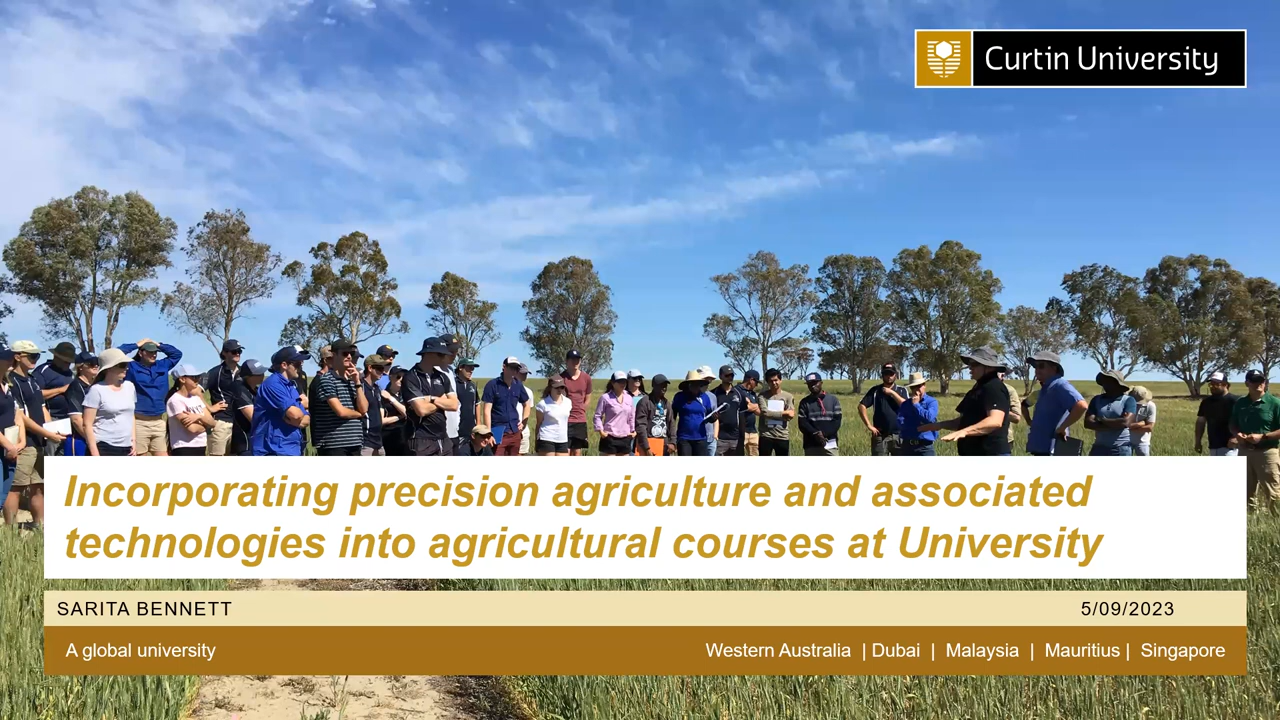 Curtin University
Incorporating precision agriculture and associated
technologies into agricultural courses at University
SARITA BENNETT 5/09/2023
A global university Western Australia | Dubai | Malaysia | Mauritius | Singapore